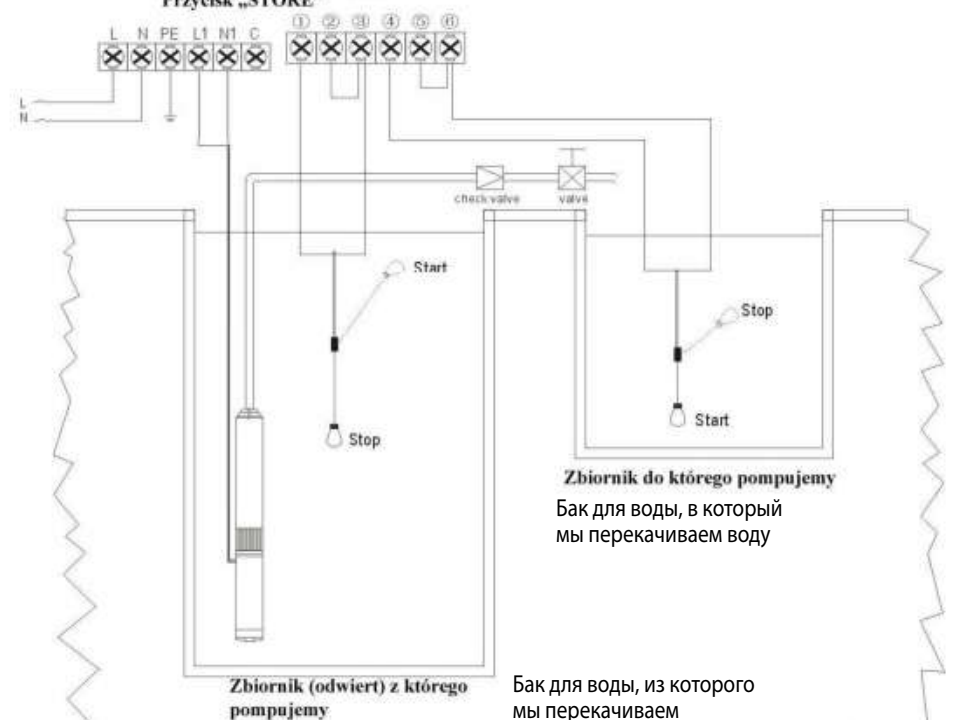 Przycisk „STORE”
① ② ③ ④ ⑤ ⑥
L N PE L1 N1 C
L
N
check valve
valve
Start
Stop
Stop
Start
Stop
Zbiornik do którego pompujemy
Бак для воды, в который
мы перекачиваем воду
Zbiornik (odwiert) z którego
pompujemy
Бак для воды, из которого
мы перекачиваем